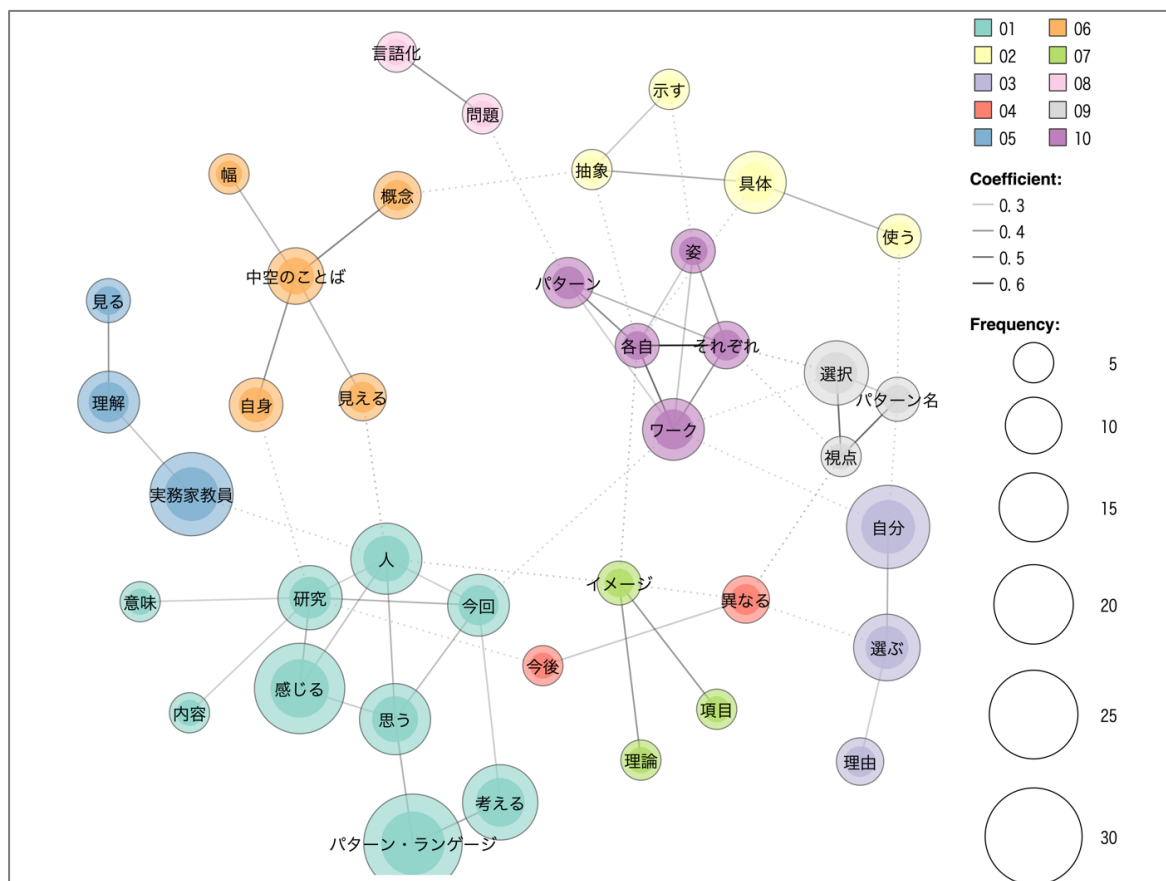 言語化
問題
示す
抽象
具体
幅
概念
使う
姿
中空のことば
パターン
見る
各自
それぞれ
選択
パターン名
理解
自身
見える
ワーク
視点
実務家教員
自分
人
意味
研究
今回
イメージ
異なる
選ぶ
今後
感じる
内容
思う
項目
理論
理由
考える
パターン・ランゲージ
01
02
03
04
05
06
07
08
09
10
Coefficient:
0. 3
0. 4
0. 5
0. 6
Frequency:
5
10
15
20
25
30